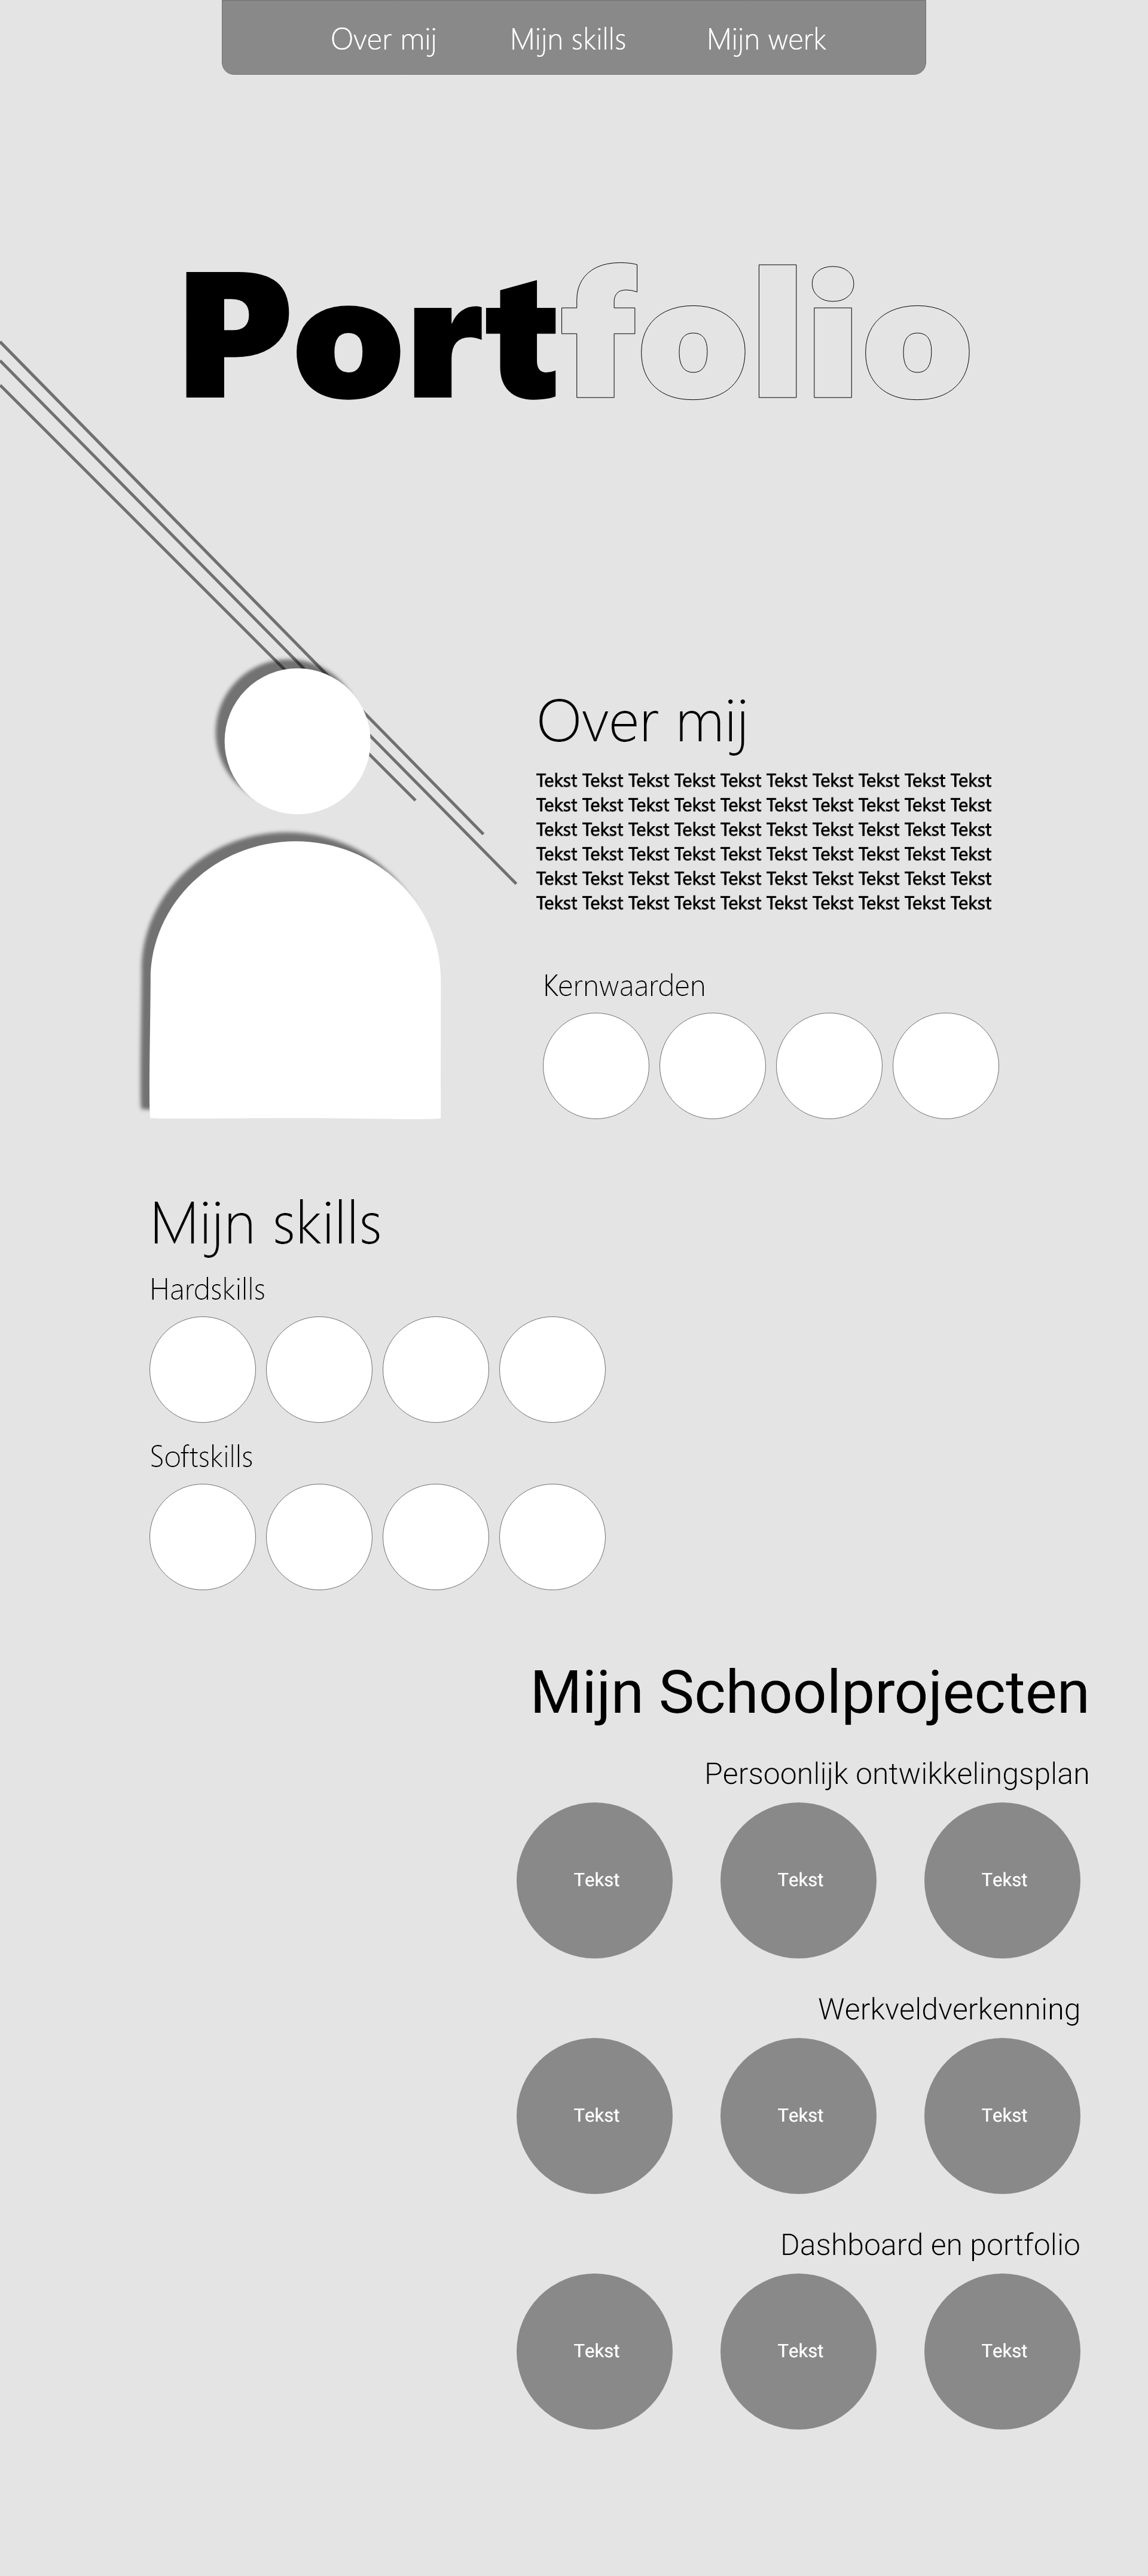 Over mij Mijn skills Mijn werk
Portfolio
Over mij
Tekst Tekst Tekst Tekst Tekst Tekst Tekst Tekst Tekst Tekst
Tekst Tekst Tekst Tekst Tekst Tekst Tekst Tekst Tekst Tekst
Tekst Tekst Tekst Tekst Tekst Tekst Tekst Tekst Tekst Tekst
Tekst Tekst Tekst Tekst Tekst Tekst Tekst Tekst Tekst Tekst
Tekst Tekst Tekst Tekst Tekst Tekst Tekst Tekst Tekst Tekst
Tekst Tekst Tekst Tekst Tekst Tekst Tekst Tekst Tekst Tekst
Kernwaarden
Mijn skills
Hardskills
Softskills
Mijn Schoolprojecten
Persoonlijk ontwikkelingsplan
Tekst Tekst Tekst
Werkveldverkenning
Tekst Tekst Tekst
Dashboard en portfolio
Tekst Tekst Tekst